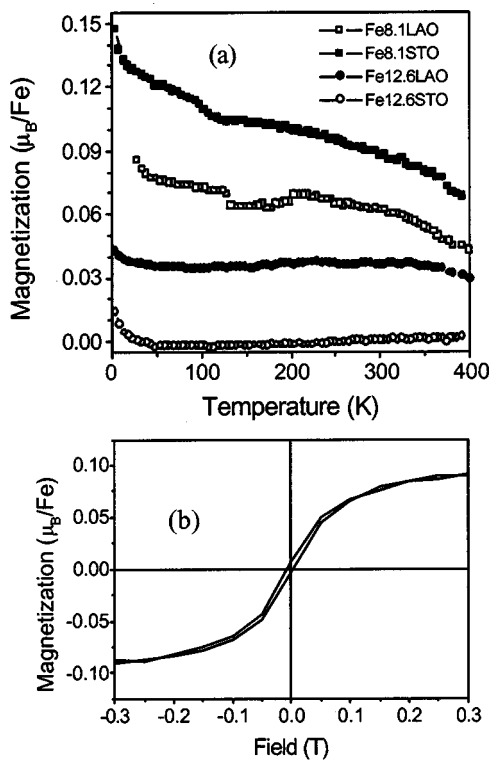 (a)
Fe8.1LAO
Fe8.1STO
Fe12.6LAO
Fe12.6STO
0.15
0.12
0.09
0.06
0.03
0.00
Magnetization (μB/Fe)
0 100 200 300 400
Temperature (K)
(b)
0.10
0.05
0.00
-0.05
-0.10
Magnetization (μB/Fe)
-0.3 -0.2 -0.1 0.0 0.1 0.2 0.3
Field (T)